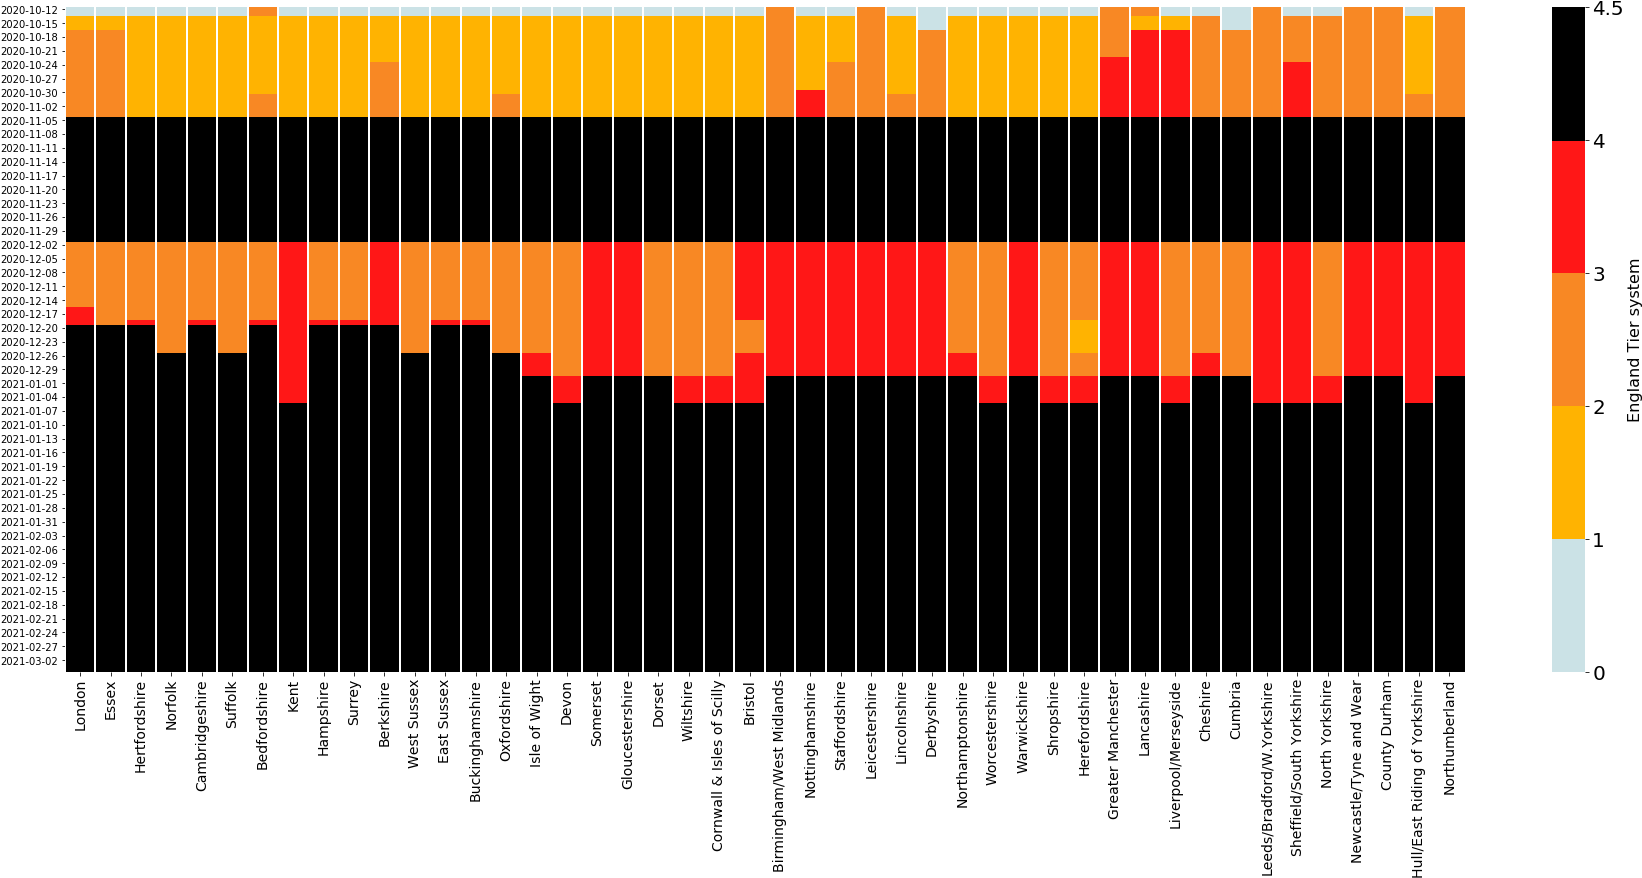 2020-10-12
2020-10-15
2020-10-18
2020-10-21
2020-10-24
2020-10-27
2020-10-30
2020-11-02
2020-11-05
2020-11-08
2020-11-11
2020-11-14
2020-11-17
2020-11-20
2020-11-23
2020-11-26
2020-11-29
2020-12-02
2020-12-05
2020-12-08
2020-12-11
2020-12-14
2020-12-17
2020-12-20
2020-12-23
2020-12-26
2020-12-29
2021-01-01
2021-01-04
2021-01-07
2021-01-10
2021-01-13
2021-01-16
2021-01-19
2021-01-22
2021-01-25
2021-01-28
2021-01-31
2021-02-03
2021-02-06
2021-02-09
2021-02-12
2021-02-15
2021-02-18
2021-02-21
2021-02-24
2021-02-27
2021-03-02
London
Essex
Hertfordshire
Norfolk
Cambridgeshire
Suffolk
Bedfordshire
Kent
Hampshire
Surrey
Berkshire
West Sussex
East Sussex
Buckinghamshire
Oxfordshire
Isle of Wight
Devon
Somerset
Gloucestershire
Dorset
Wiltshire
Cornwall & Isles of Scilly
Bristol
Birmingham/West Midlands
Nottinghamshire
Staffordshire
Leicestershire
Lincolnshire
Derbyshire
Northamptonshire
Worcestershire
Warwickshire
Shropshire
Herefordshire
Greater Manchester
Lancashire
Liverpool/Merseyside
Cheshire
Cumbria
Leeds/Bradford/W.Yorkshire
Sheffield/South Yorkshire
North Yorkshire
Newcastle/Tyne and Wear
County Durham
Hull/East Riding of Yorkshire
Northumberland
4.5
4
3
2
1
0
England Tier system